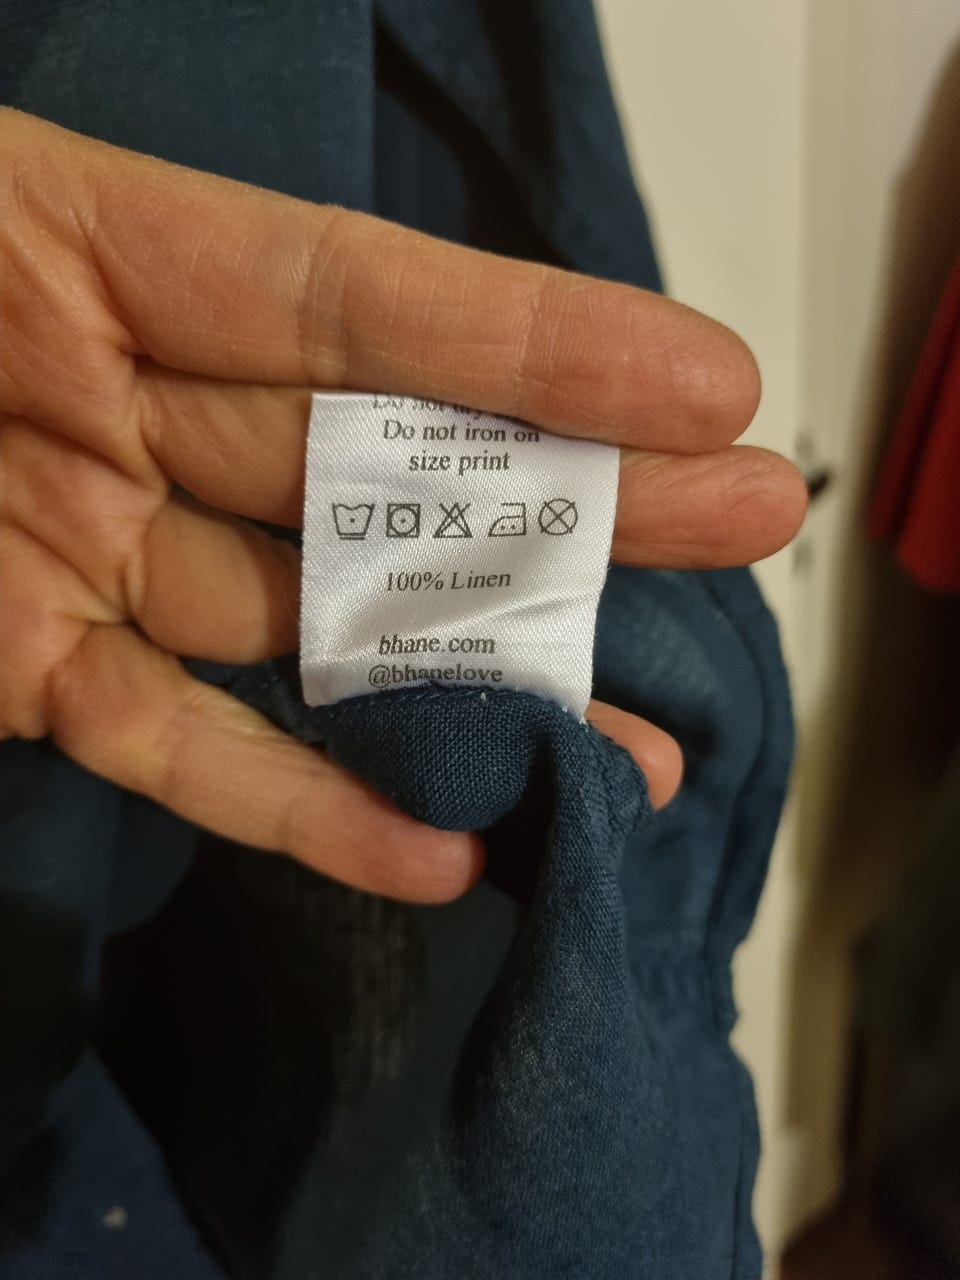 Do not iron on
size print
100% Linen
bhane.com
@bhanelove